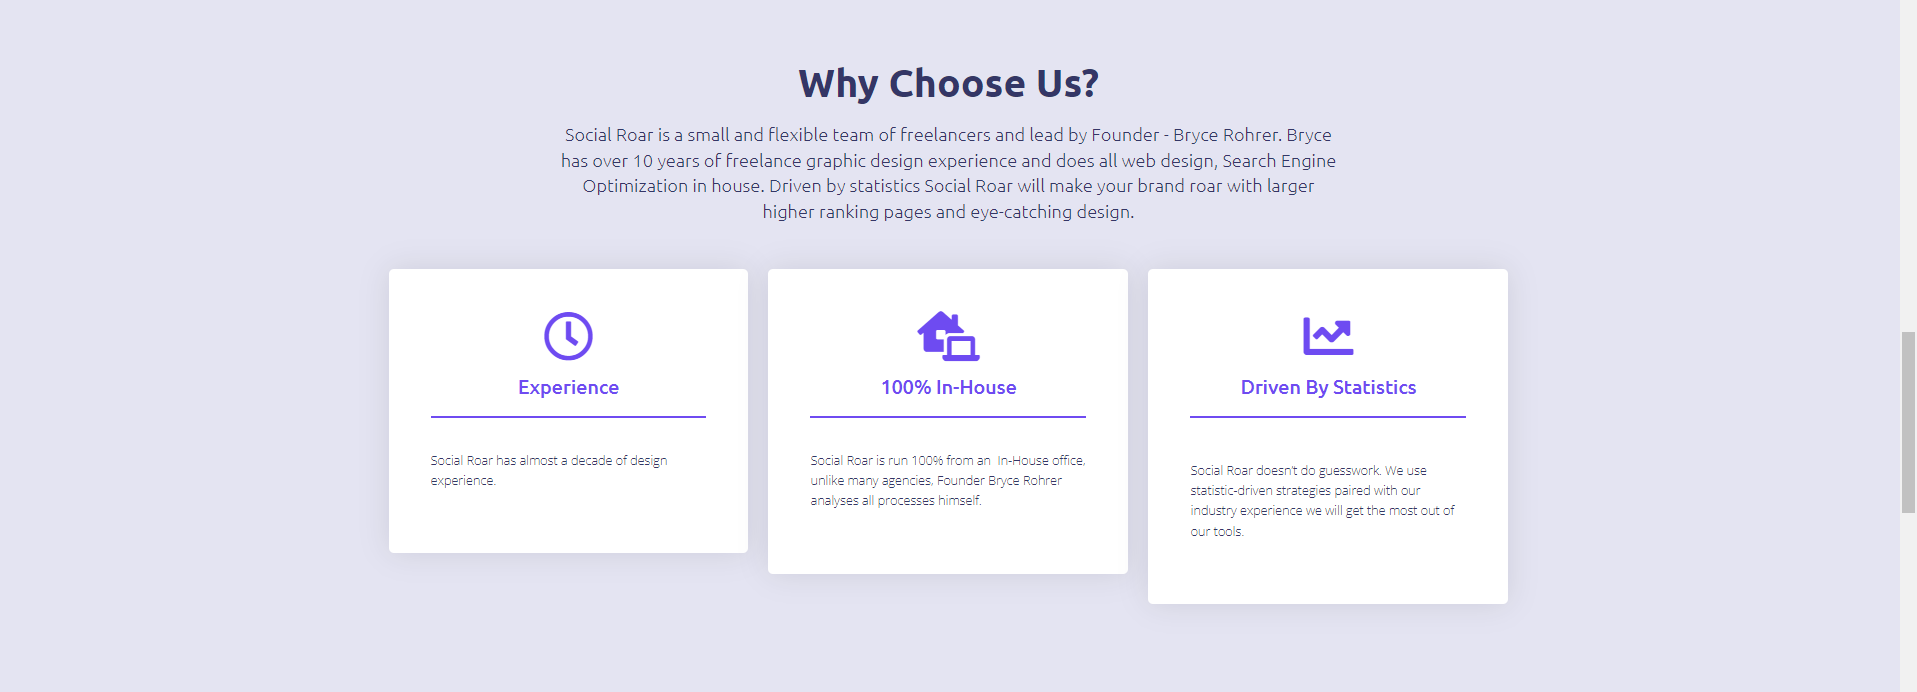 Why Choose Us?
Social Roar is a small and flexible team of freelancers and lead by Founder - Bryce Rohrer. Bryce
has over 10 years of freelance graphic design experience and does all web design, Search Engine
Optimization in house. Driven by statistics Social Roar will make your brand roar with larger
higher ranking pages and eye-catching design.
Experience
Social Roar has almost a decade of design
experience.
100% In-House
Social Roar is run 100% from an  In-House office,
unlike many agencies, Founder Bryce Rohrer
analyses all processes himself.
Driven By Statistics
Social Roar doesn't do guesswork. We use
statistic-driven strategies paired with our
industry experience we will get the most out of
our tools.